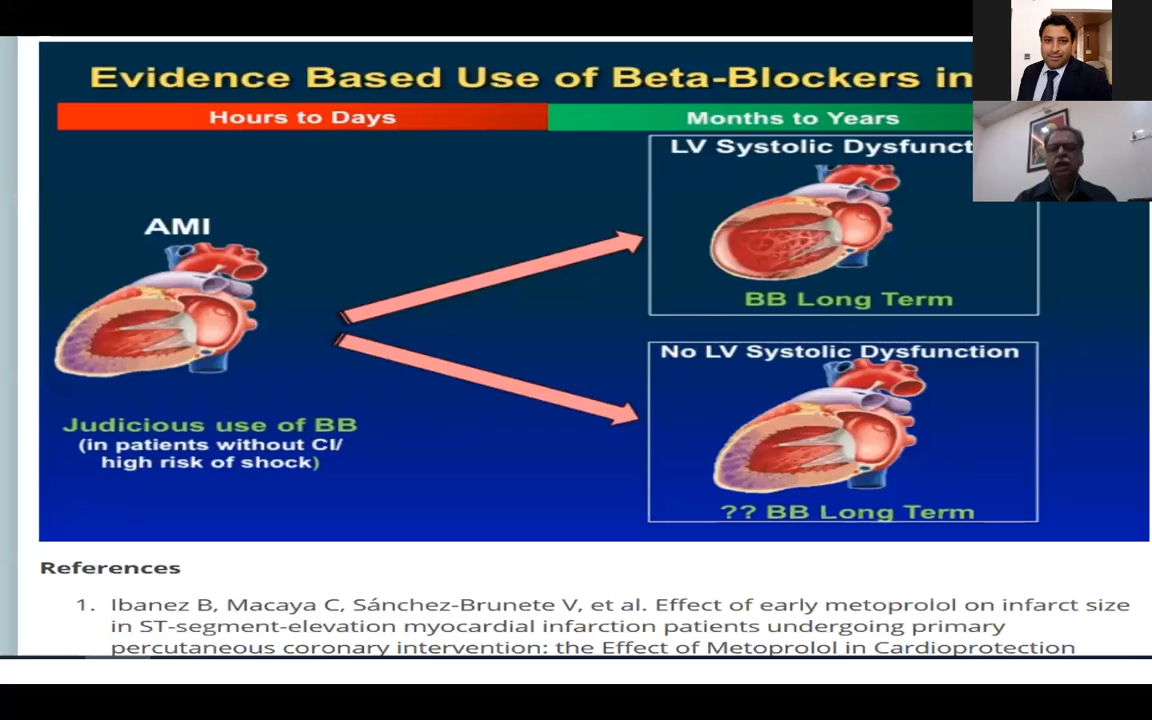 Evidence Based Use of Beta-Blockers in
Hours to Days
Months to Years
LV Systolic Dysfunct
AMI
BB Long Term
No LV Systolic Dysfunction
Judicious use of BB
(in patients without CI/
high risk of shock)
?? BB Long Term
References
1. Ibanez B, Macaya C, Sánchez-Brunete V, et al. Effect of early metoprolol on infarct size
in ST-segment-elevation myocardial infarction patients undergoing primary
percutaneous coronary intervention: the Effect of Metoprolol in Cardioprotection